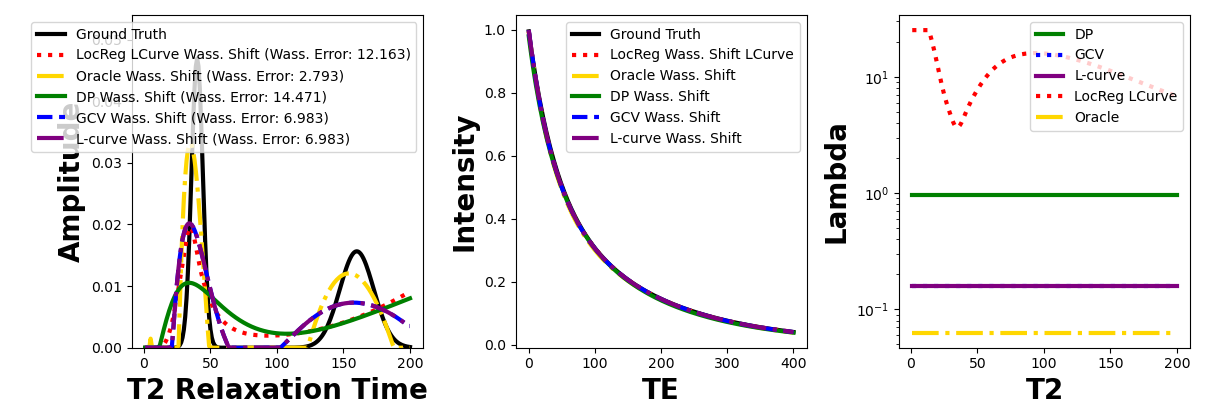 Ground Truth
LocReg LCurve Wass. Shift (Wass. Error: 12.163)
Oracle Wass. Shift (Wass. Error: 2.793)
DP Wass. Shift (Wass. Error: 14.471)
GCV Wass. Shift (Wass. Error: 6.983)
L-curve Wass. Shift (Wass. Error: 6.983)
Amplitude
0.05
0.04
0.03
0.02
0.01
0.00
0
50
100
150
200
T2 Relaxation Time
Ground Truth
LocReg Wass. Shift LCurve
Oracle Wass. Shift
DP Wass. Shift
GCV Wass. Shift
L-curve Wass. Shift
Intensity
1.0
0.8
0.6
0.4
0.2
0.0
0
100
200
300
400
TE
DP
GCV
L-curve
LocReg LCurve
Oracle
Lambda
10¹
10⁰
10⁻¹
0
50
100
150
200
T2